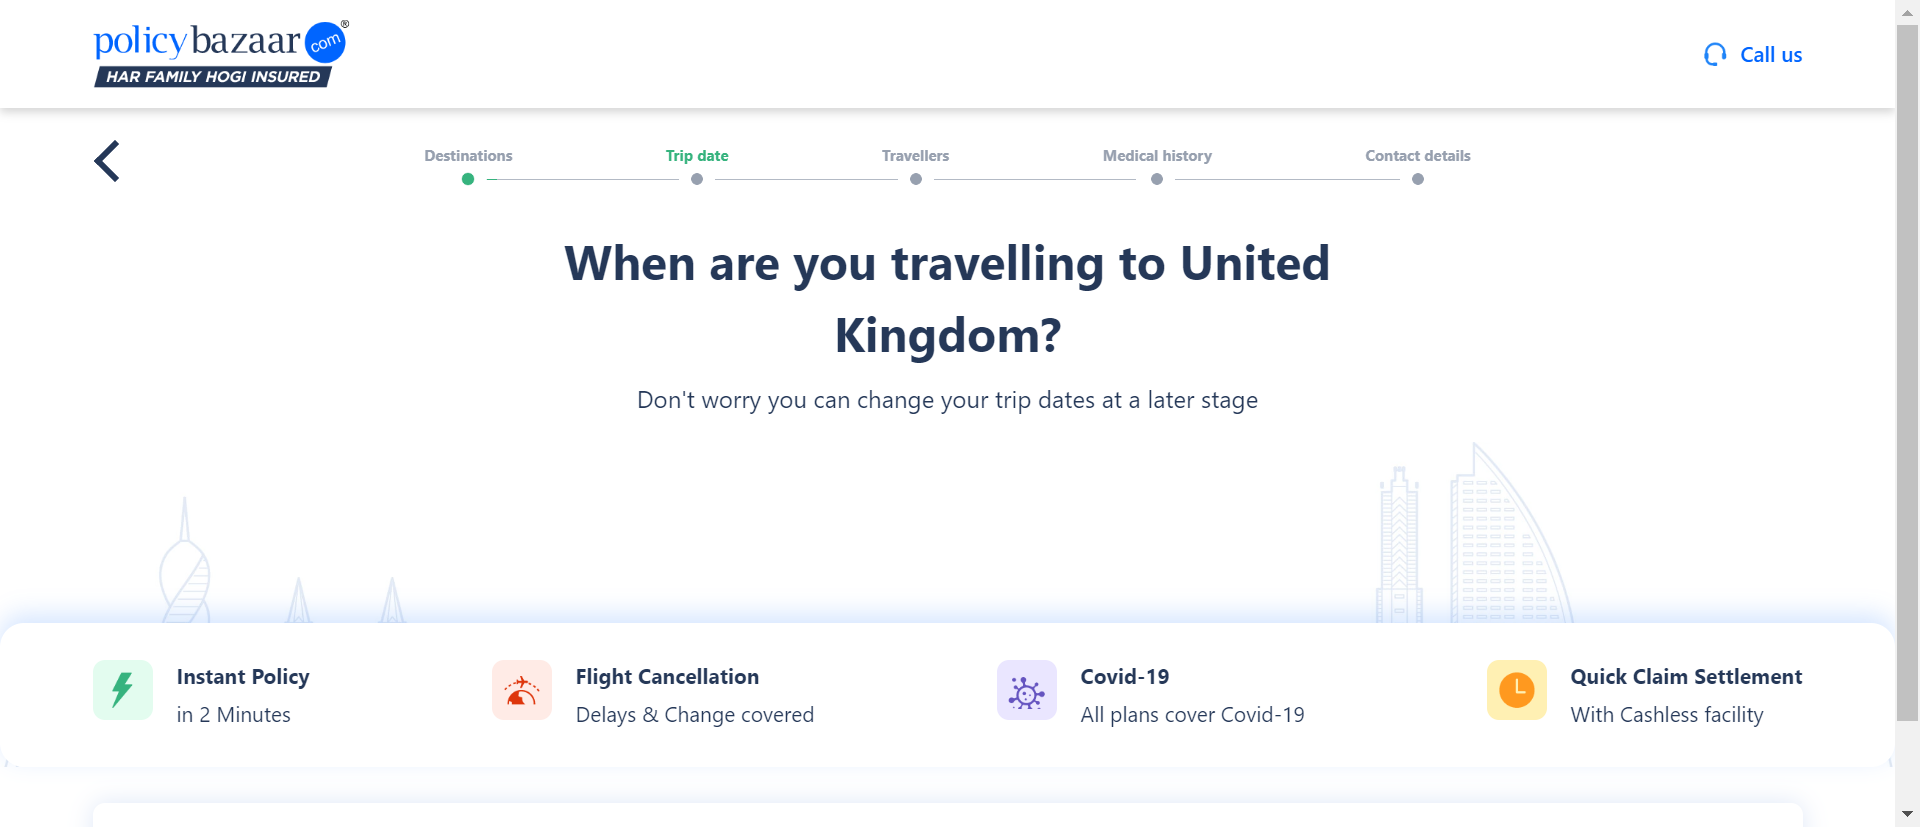 policybazaar com ®
HAR FAMILY HOGI INSURED
Call us
Destinations
Trip date
Travellers
Medical history
Contact details
When are you travelling to United
Kingdom?
Don't worry you can change your trip dates at a later stage
Instant Policy
in 2 Minutes
Flight Cancellation
Delays & Change covered
Covid-19
All plans cover Covid-19
Quick Claim Settlement
With Cashless facility